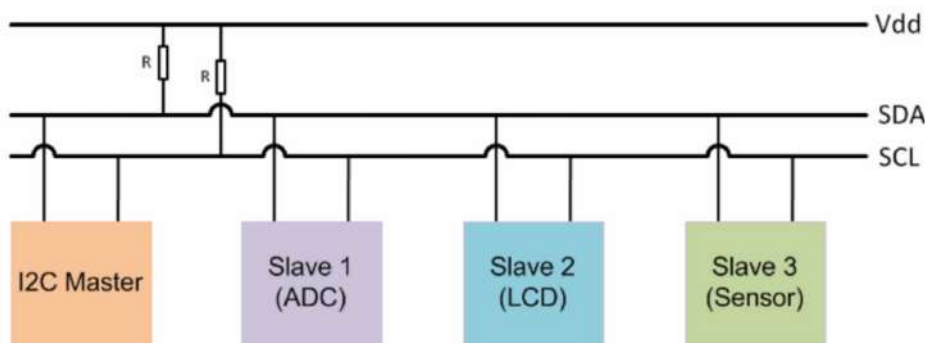 Vdd
R
R
SDA
SCL
I2C Master
Slave 1
(ADC)
Slave 2
(LCD)
Slave 3
(Sensor)